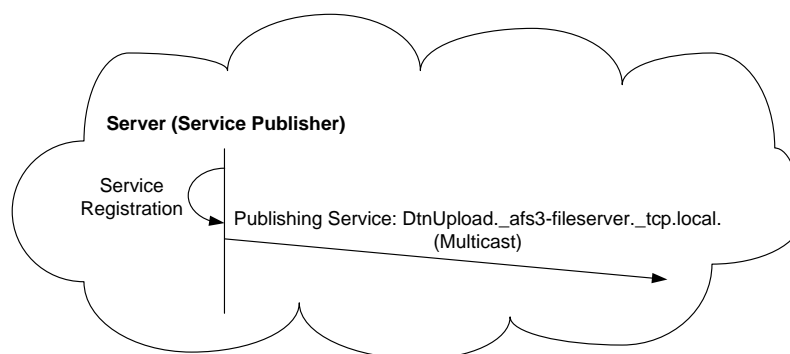 Server (Service Publisher)
Service
Registration
Publishing Service: DtnUpload._afs3-fileserver._tcp.local.
(Multicast)